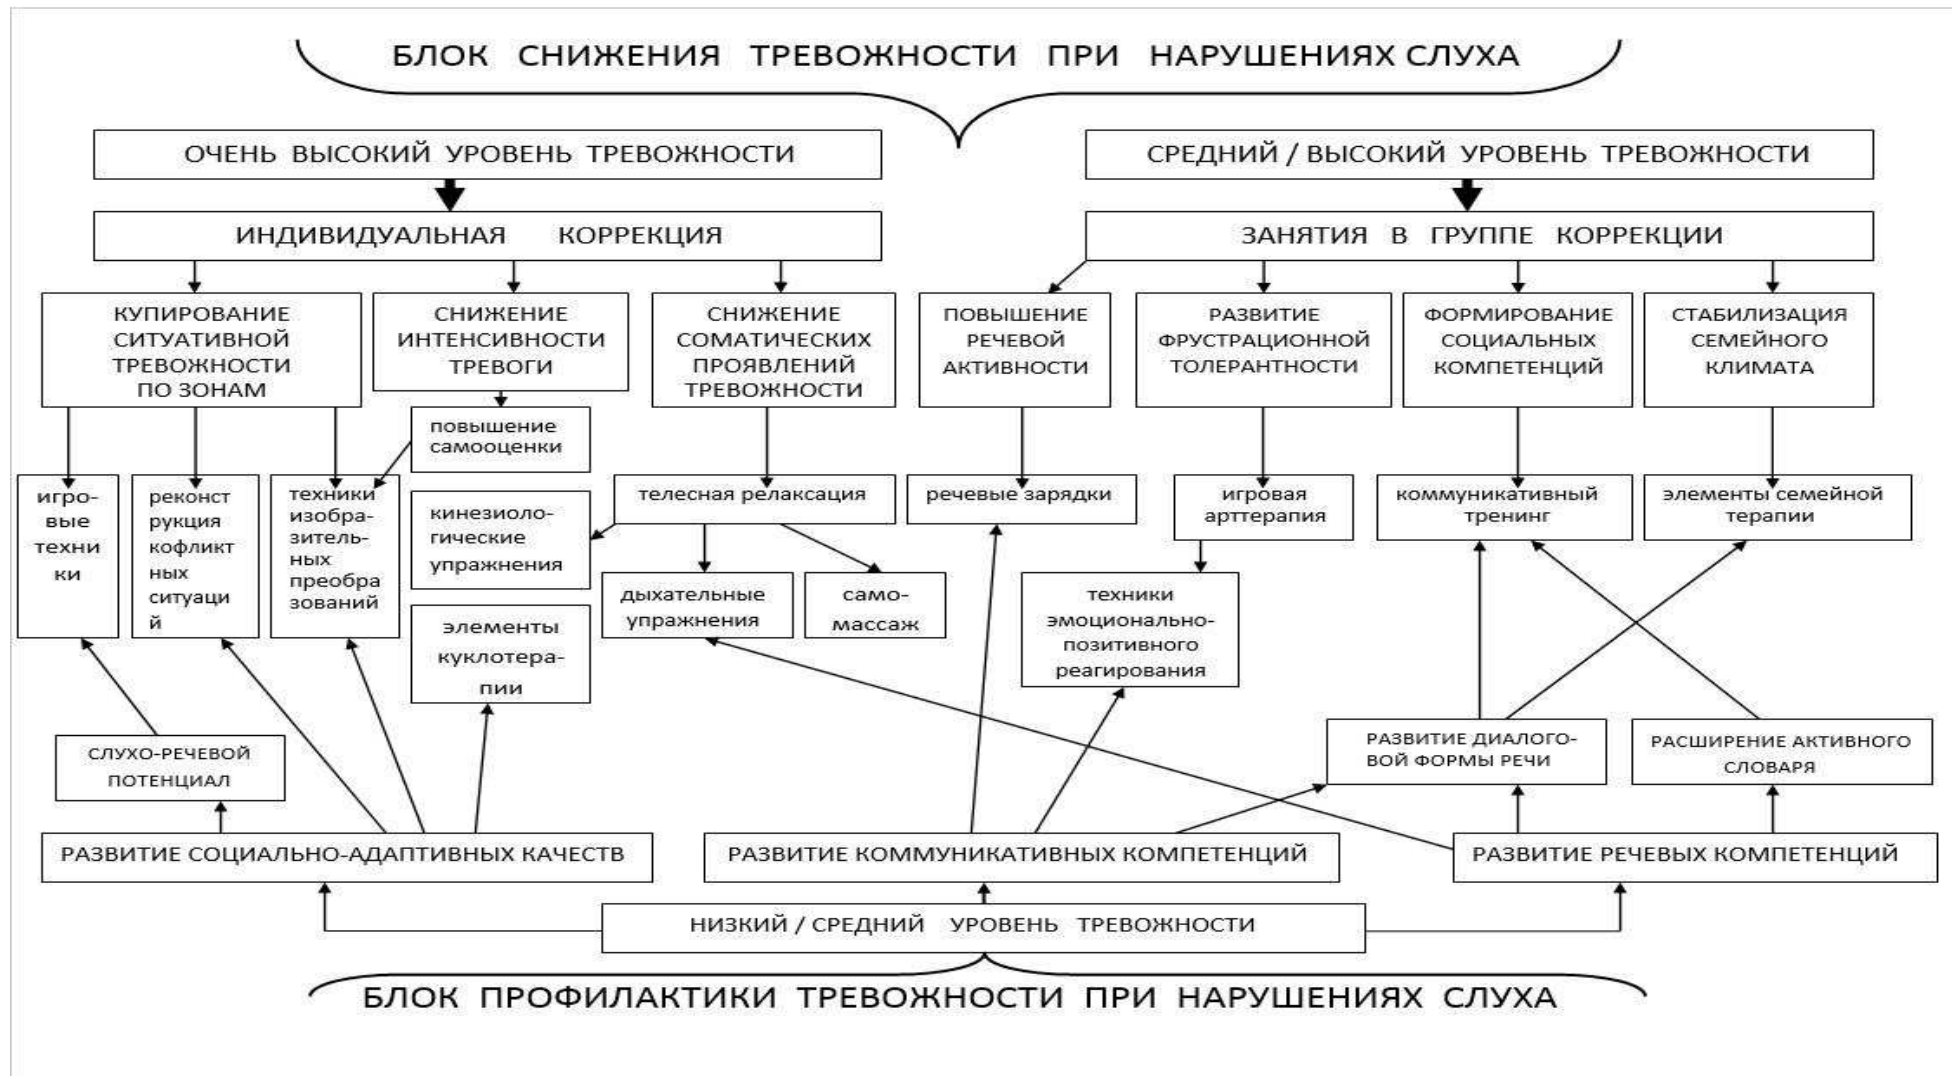 БЛОК СНИЖЕНИЯ ТРЕВОЖНОСТИ ПРИ НАРУШЕНИЯХ СЛУХА
ОЧЕНЬ ВЫСОКИЙ УРОВЕНЬ ТРЕВОЖНОСТИ
СРЕДНИЙ / ВЫСОКИЙ УРОВЕНЬ ТРЕВОЖНОСТИ
ИНДИВИДУАЛЬНАЯ КОРРЕКЦИЯ
ЗАНЯТИЯ В ГРУППЕ КОРРЕКЦИИ
КУПИРОВАНИЕ
СИТУАТИВНОЙ
ТРЕВОЖНОСТИ
ПО ЗОНАМ
СНИЖЕНИЕ
ИНТЕНСИВНОСТИ
ТРЕВОГИ
СНИЖЕНИЕ
СОМАТИЧЕСКИХ
ПРОЯВЛЕНИЙ
ТРЕВОЖНОСТИ
ПОВЫШЕНИЕ
РЕЧЕВОЙ
АКТИВНОСТИ
РАЗВИТИЕ
ФРУСТРАЦИОННОЙ
ТОЛЕРАНТНОСТИ
ФОРМИРОВАНИЕ
СОЦИАЛЬНЫХ
КОМПЕТЕНЦИЙ
СТАБИЛИЗАЦИЯ
СЕМЕЙНОГО
КЛИМАТА
повышение
самооценки
игро-
вые
техни
ки
реконст
рукция
кофликт
ных
ситуаци
й
техники
изобра-
зитель-
ных
преобра
зований
кинезиоло-
гические
упражнения
телесная релаксация
речевые зарядки
игровая
арттерапия
коммуникативный
тренинг
элементы семейной
терапии
элементы
куклотера-
пии
дыхательные
упражнения
само-
массаж
техники
эмоционально-
позитивного
реагирования
СЛУХО-РЕЧЕВОЙ
ПОТЕНЦИАЛ
РАЗВИТИЕ ДИАЛОГО-
ВОЙ ФОРМЫ РЕЧИ
РАСШИРЕНИЕ АКТИВНОГО
СЛОВАРЯ
РАЗВИТИЕ СОЦИАЛЬНО-АДАПТИВНЫХ КАЧЕСТВ
РАЗВИТИЕ КОММУНИКАТИВНЫХ КОМПЕТЕНЦИЙ
РАЗВИТИЕ РЕЧЕВЫХ КОМПЕТЕНЦИЙ
НИЗКИЙ / СРЕДНИЙ УРОВЕНЬ ТРЕВОЖНОСТИ
БЛОК ПРОФИЛАКТИКИ ТРЕВОЖНОСТИ ПРИ НАРУШЕНИЯХ СЛУХА